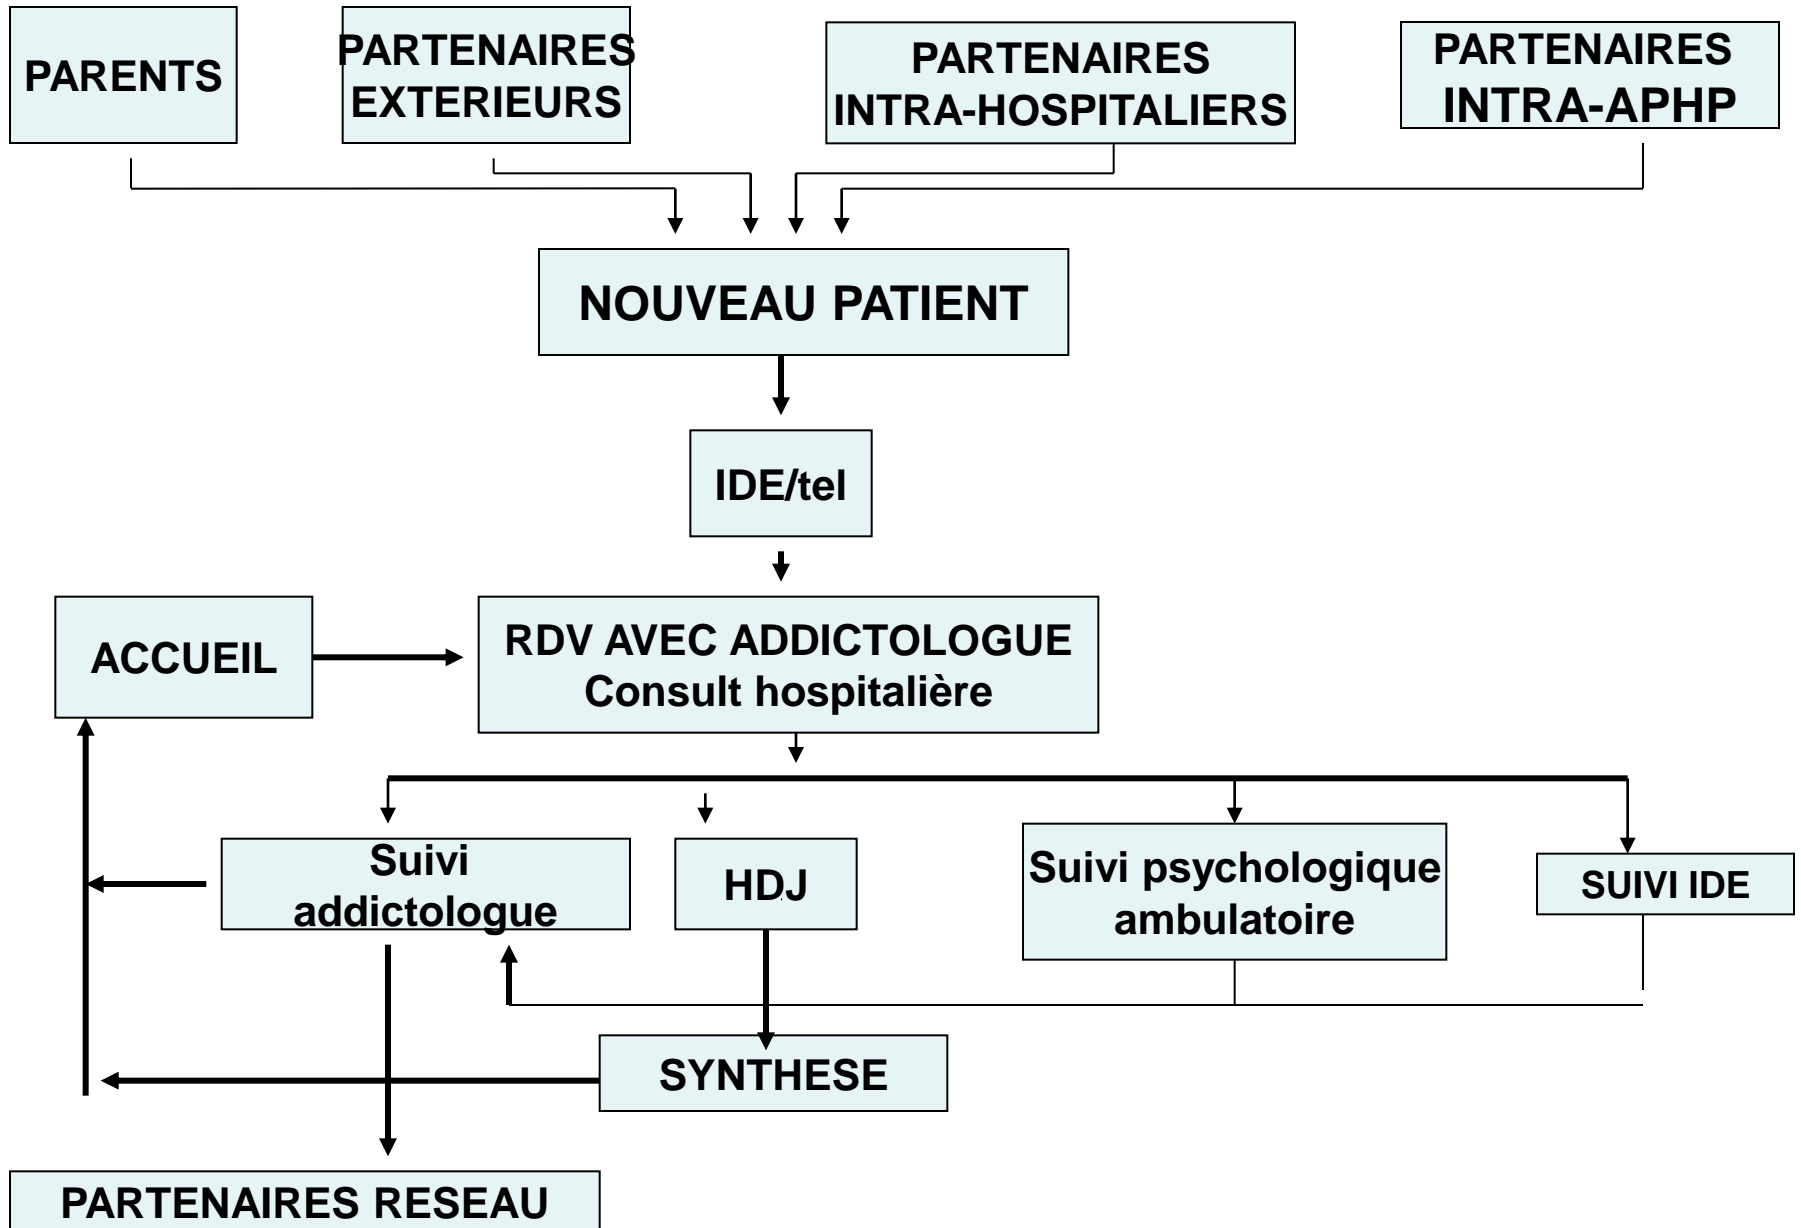 PARENTS
PARTENAIRES
EXTERIEURS
PARTENAIRES
INTRA-HOSPITALIERS
PARTENAIRES
INTRA-APHP
NOUVEAU PATIENT
IDE/tel
ACCUEIL
RDV AVEC ADDICTOLOGUE
Consult hospitalière
Suivi
addictologue
HDJ
Suivi psychologique
ambulatoire
SUIVI IDE
SYNTHESE
PARTENAIRES RESEAU